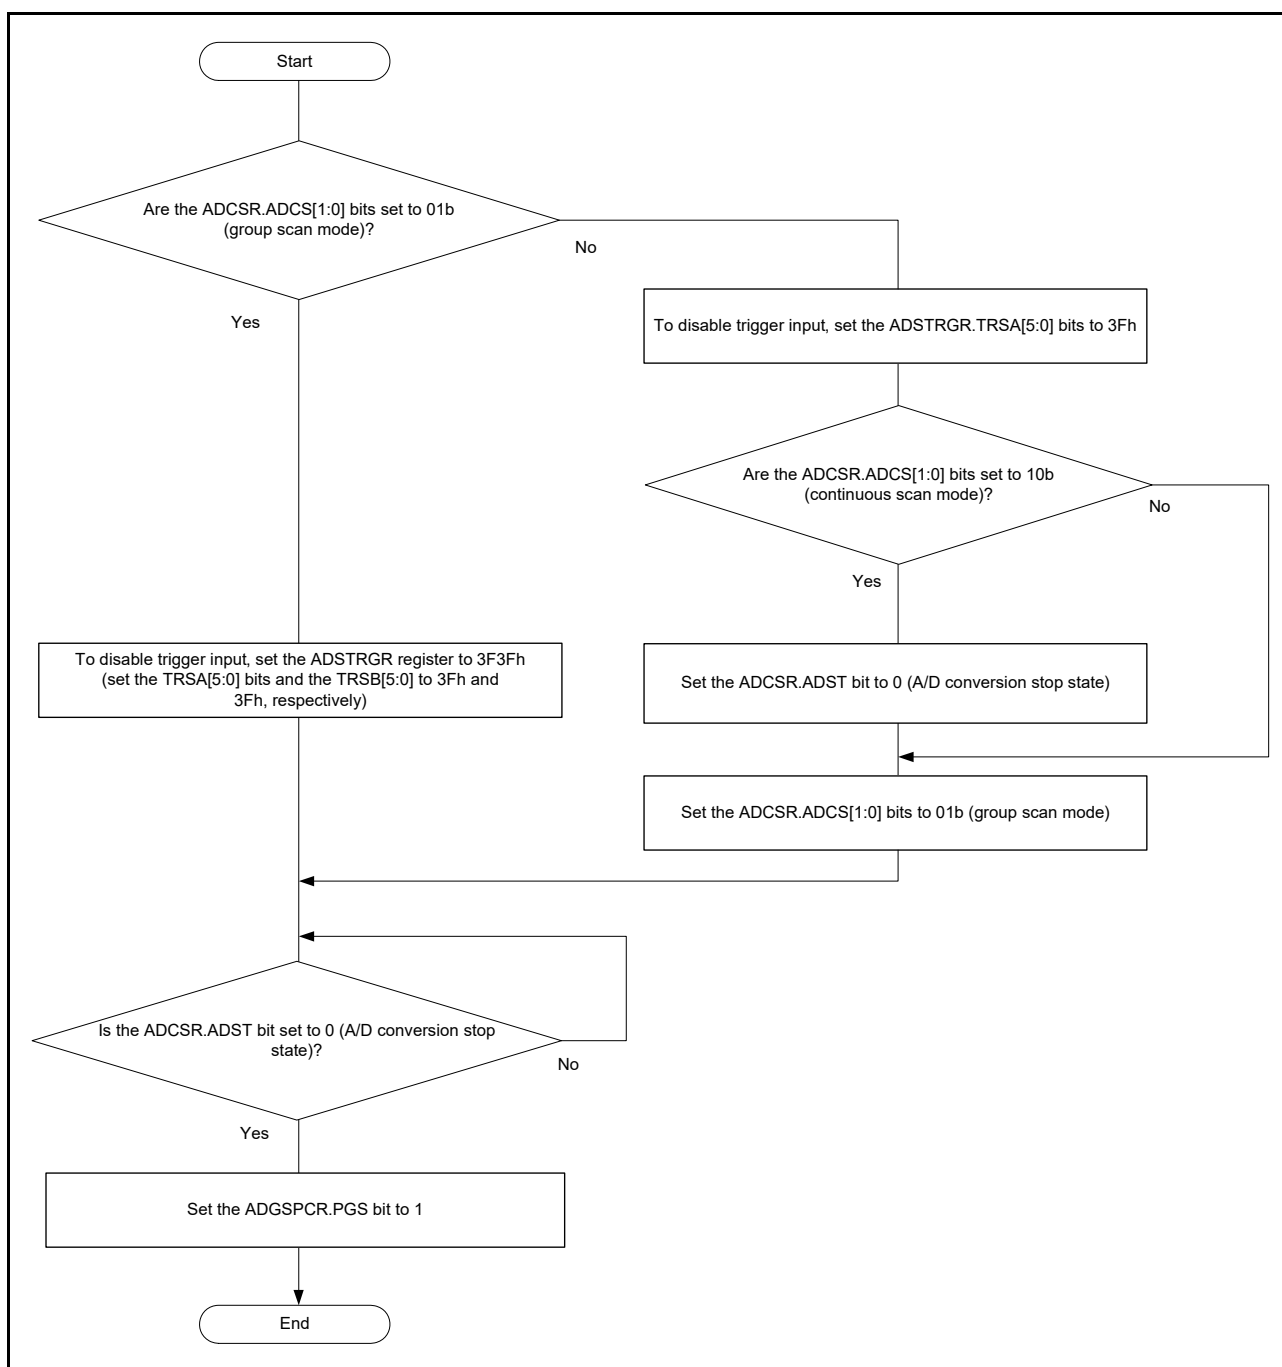 Start
Are the ADCSR.ADCS[1:0] bits set to 01b
(group scan mode)?
No
Yes
To disable trigger input, set the ADSTRGR.TRSA[5:0] bits to 3Fh
Are the ADCSR.ADCS[1:0] bits set to 10b
(continuous scan mode)?
No
Yes
To disable trigger input, set the ADSTRGR register to 3F3Fh
(set the TRSA[5:0] bits and the TRSB[5:0] to 3Fh and
3Fh, respectively)
Set the ADCSR.ADST bit to 0 (A/D conversion stop state)
Set the ADCSR.ADCS[1:0] bits to 01b (group scan mode)
Is the ADCSR.ADST bit set to 0 (A/D conversion stop
state)?
No
Yes
Set the ADGSPCR.PGS bit to 1
End